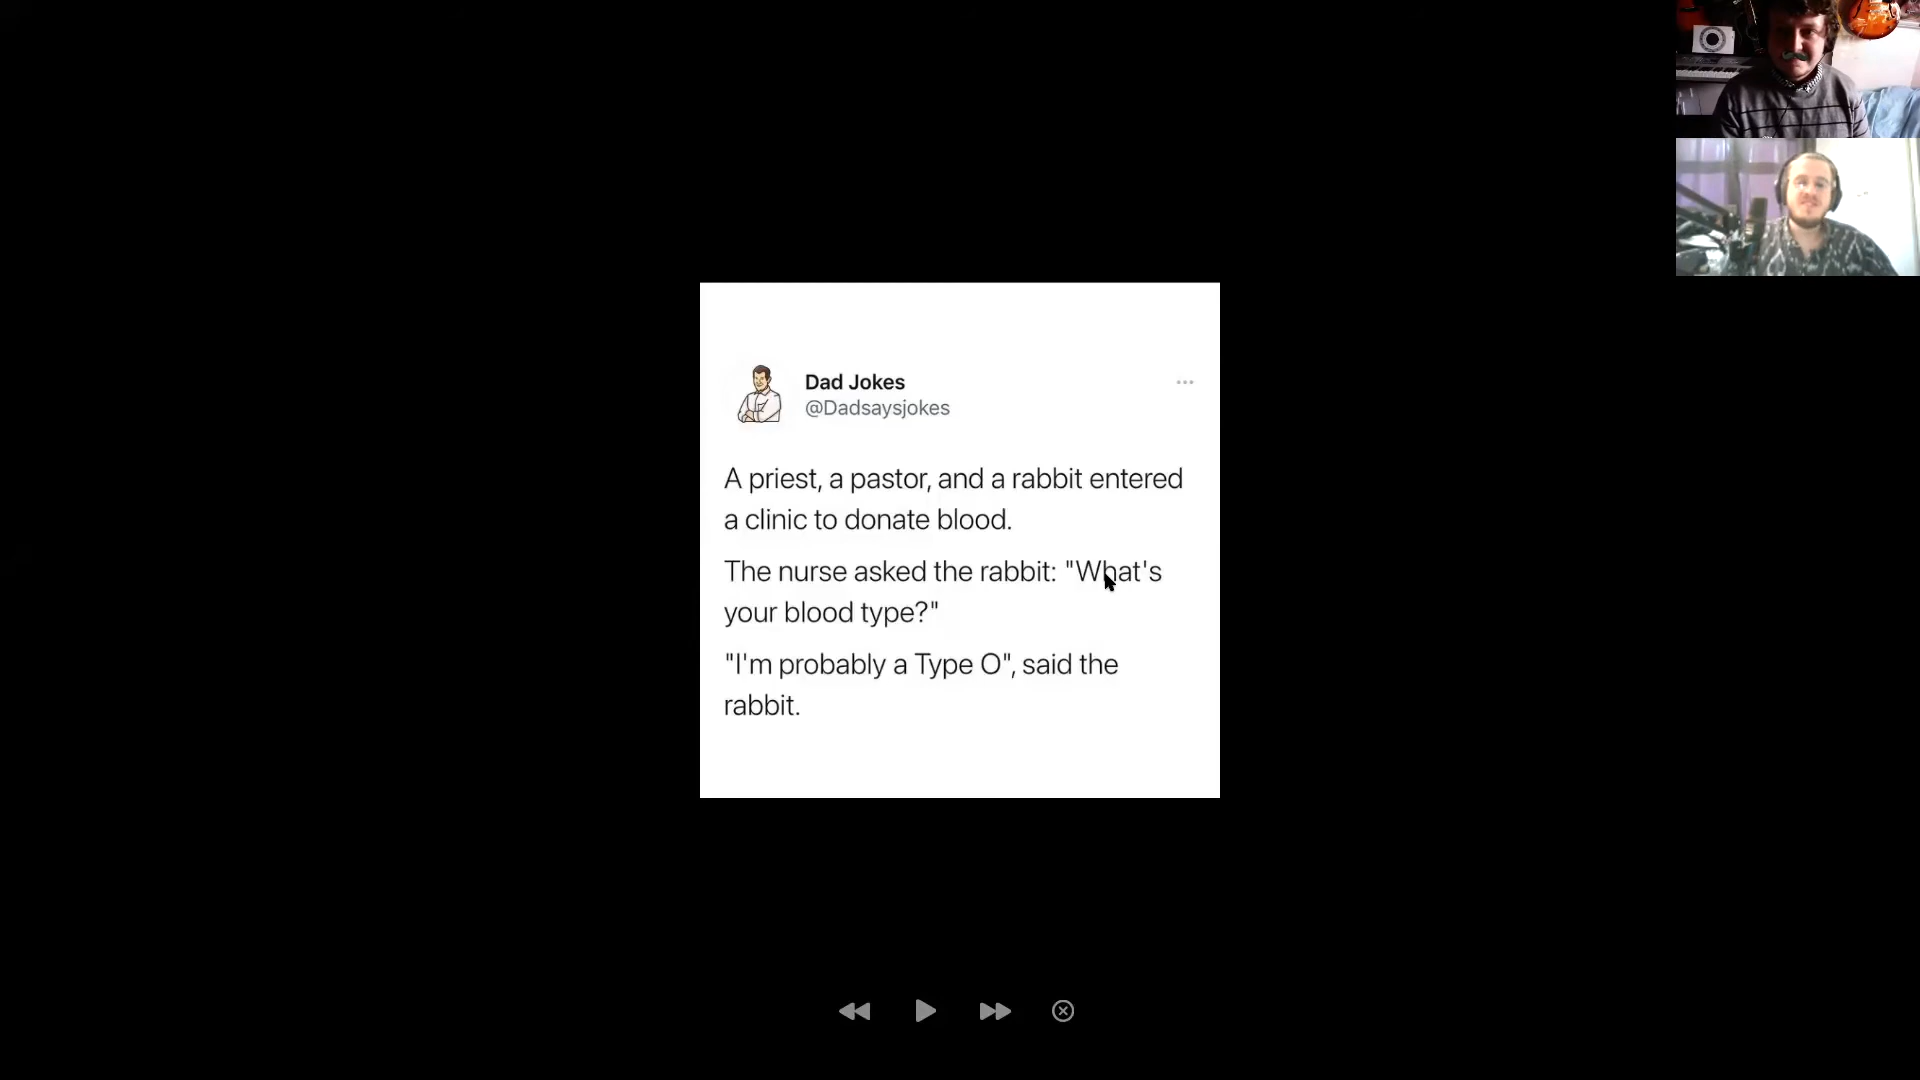 Dad Jokes
@Dadsaysjokes
A priest, a pastor, and a rabbit entered
a clinic to donate blood.
The nurse asked the rabbit: "What's
your blood type?"
"I'm probably a Type O", said the
rabbit.